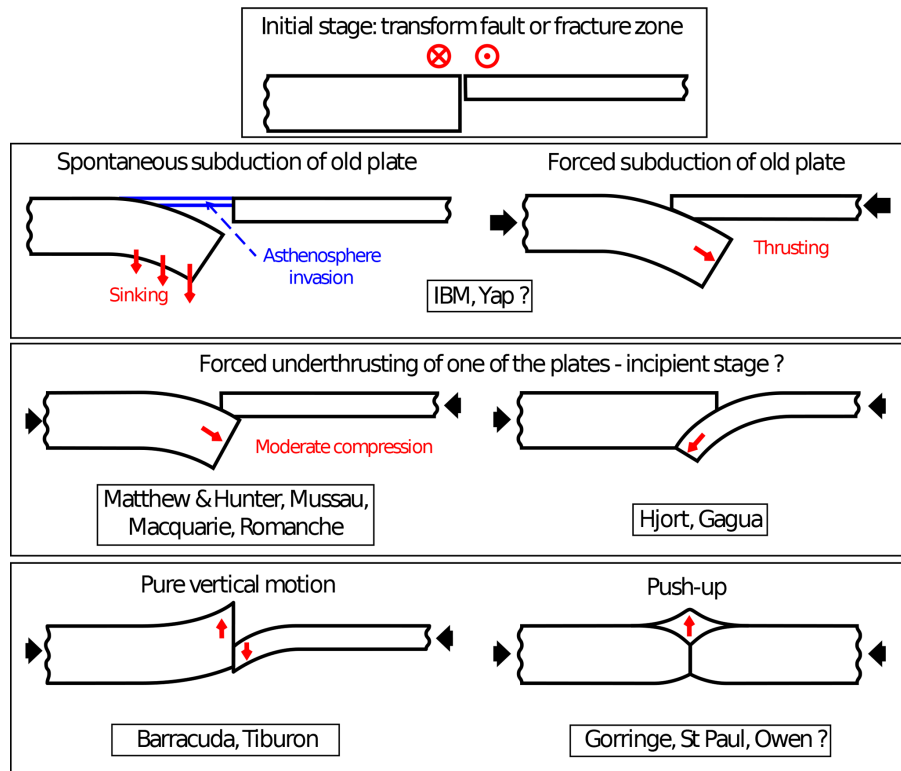 Initial stage: transform fault or fracture zone
Spontaneous subduction of old plate
Asthenosphere
invasion
Sinking
Forced subduction of old plate
Thrusting
IBM, Yap ?
Forced underthrusting of one of the plates - incipient stage ?
Moderate compression
Matthew & Hunter, Mussau,
Macquarie, Romanche
Hjort, Gagua
Pure vertical motion
Barracuda, Tiburon
Push-up
Gorringe, St Paul, Owen ?